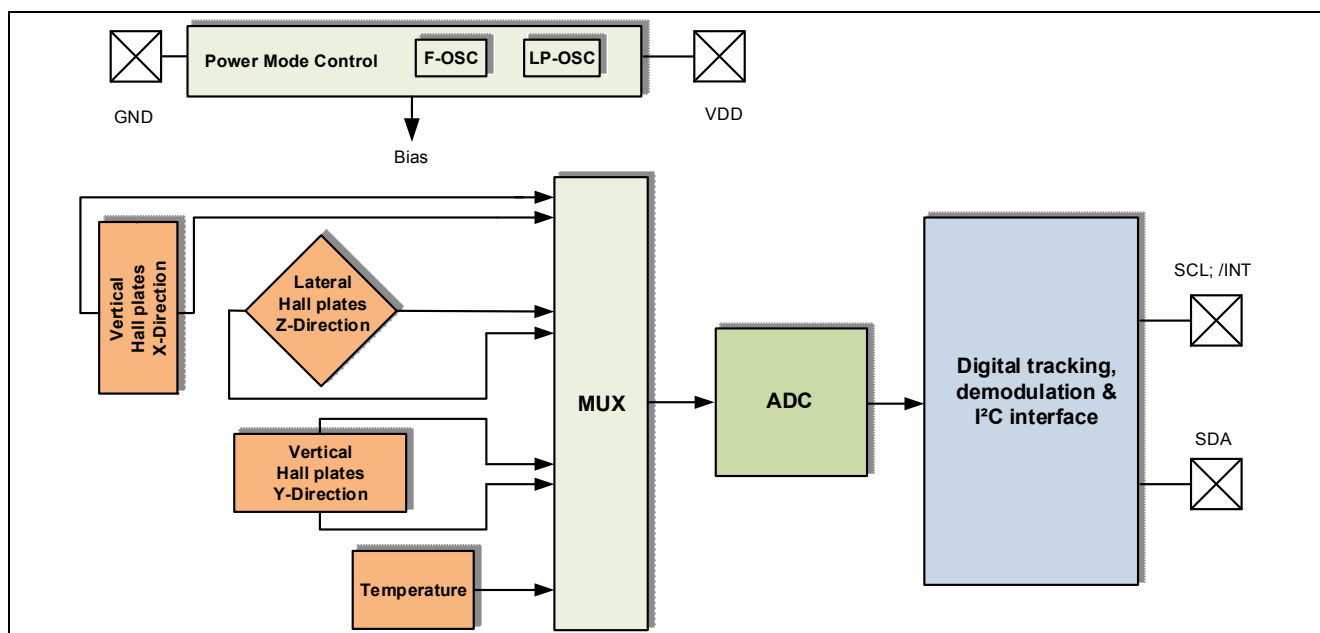 Power Mode Control
F-OSC
LP-OSC
GND
VDD
Bias
Vertical
Hall plates
X-Direction
Lateral
Hall plates
Z-Direction
Vertical
Hall plates
Y-Direction
Temperature
MUX
ADC
Digital tracking,
demodulation &
I²C interface
SCL; /INT
SDA